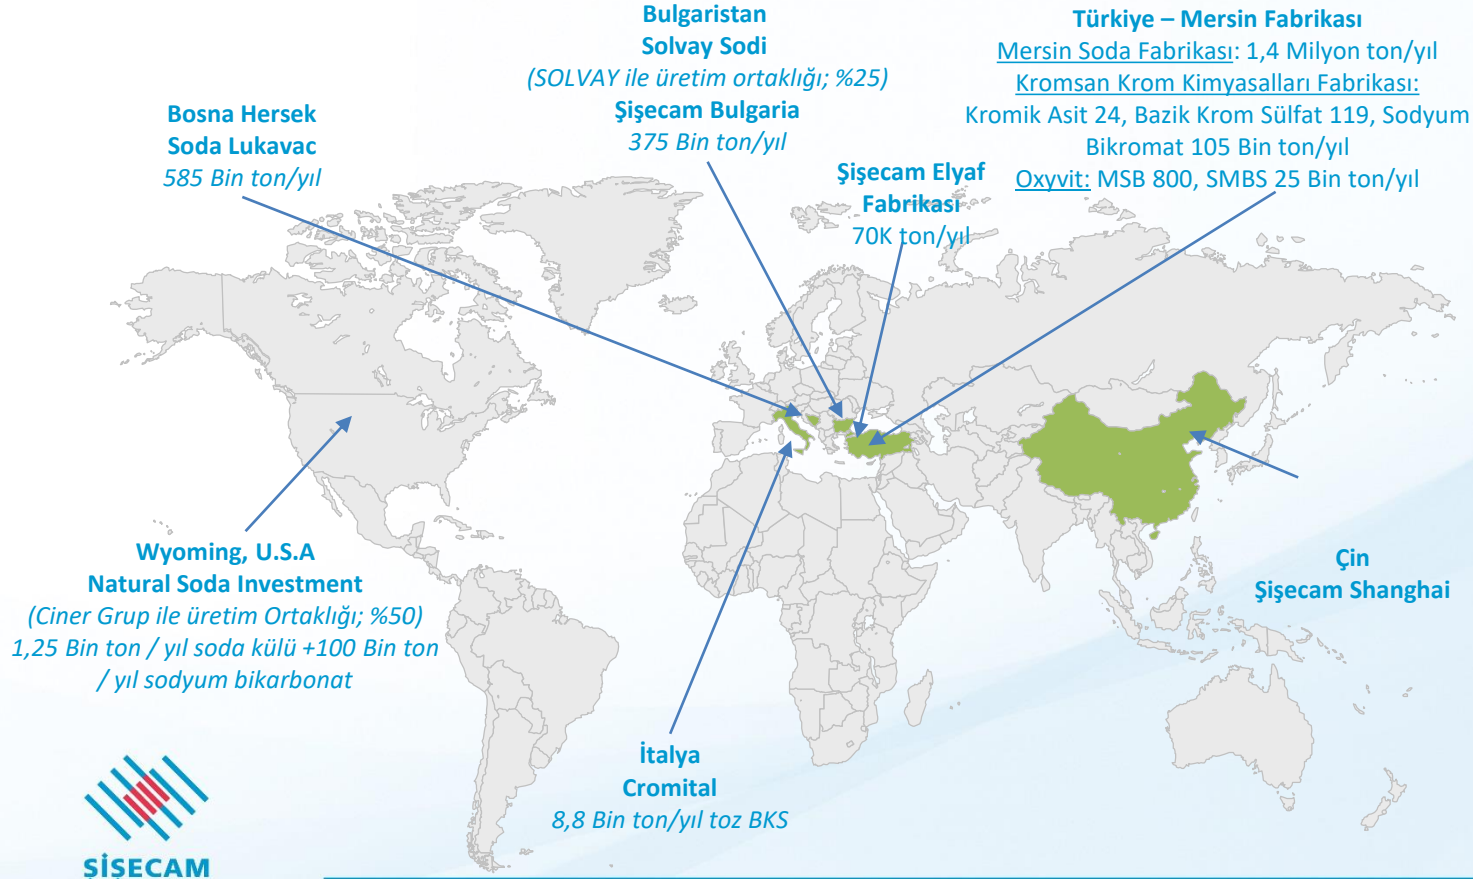 Bulgaristan
Solvay Sodi
(SOLVAY ile üretim ortaklığı; %25)
Şişecam Bulgaria
375 Bin ton/yıl
Türkiye – Mersin Fabrikası
Mersin Soda Fabrikası: 1,4 Milyon ton/yıl
Kromsan Krom Kimyasalları Fabrikası:
Kromik Asit 24, Bazik Krom Sülfat 119, Sodyum
Bikromat 105 Bin ton/yıl
Oxyvit: MSB 800, SMBS 25 Bin ton/yıl
Bosna Hersek
Soda Lukavac
585 Bin ton/yıl
Şişecam Elyaf
Fabrikası
70K ton/yıl
Wyoming, U.S.A
Natural Soda Investment
(Ciner Grup ile üretim Ortaklığı; %50)
1,25 Bin ton / yıl soda külü +100 Bin ton
/ yıl sodyum bikarbonat
Çin
Şişecam Shanghai
İtalya
Cromital
8,8 Bin ton/yıl toz BKS
ŞİŞECAM